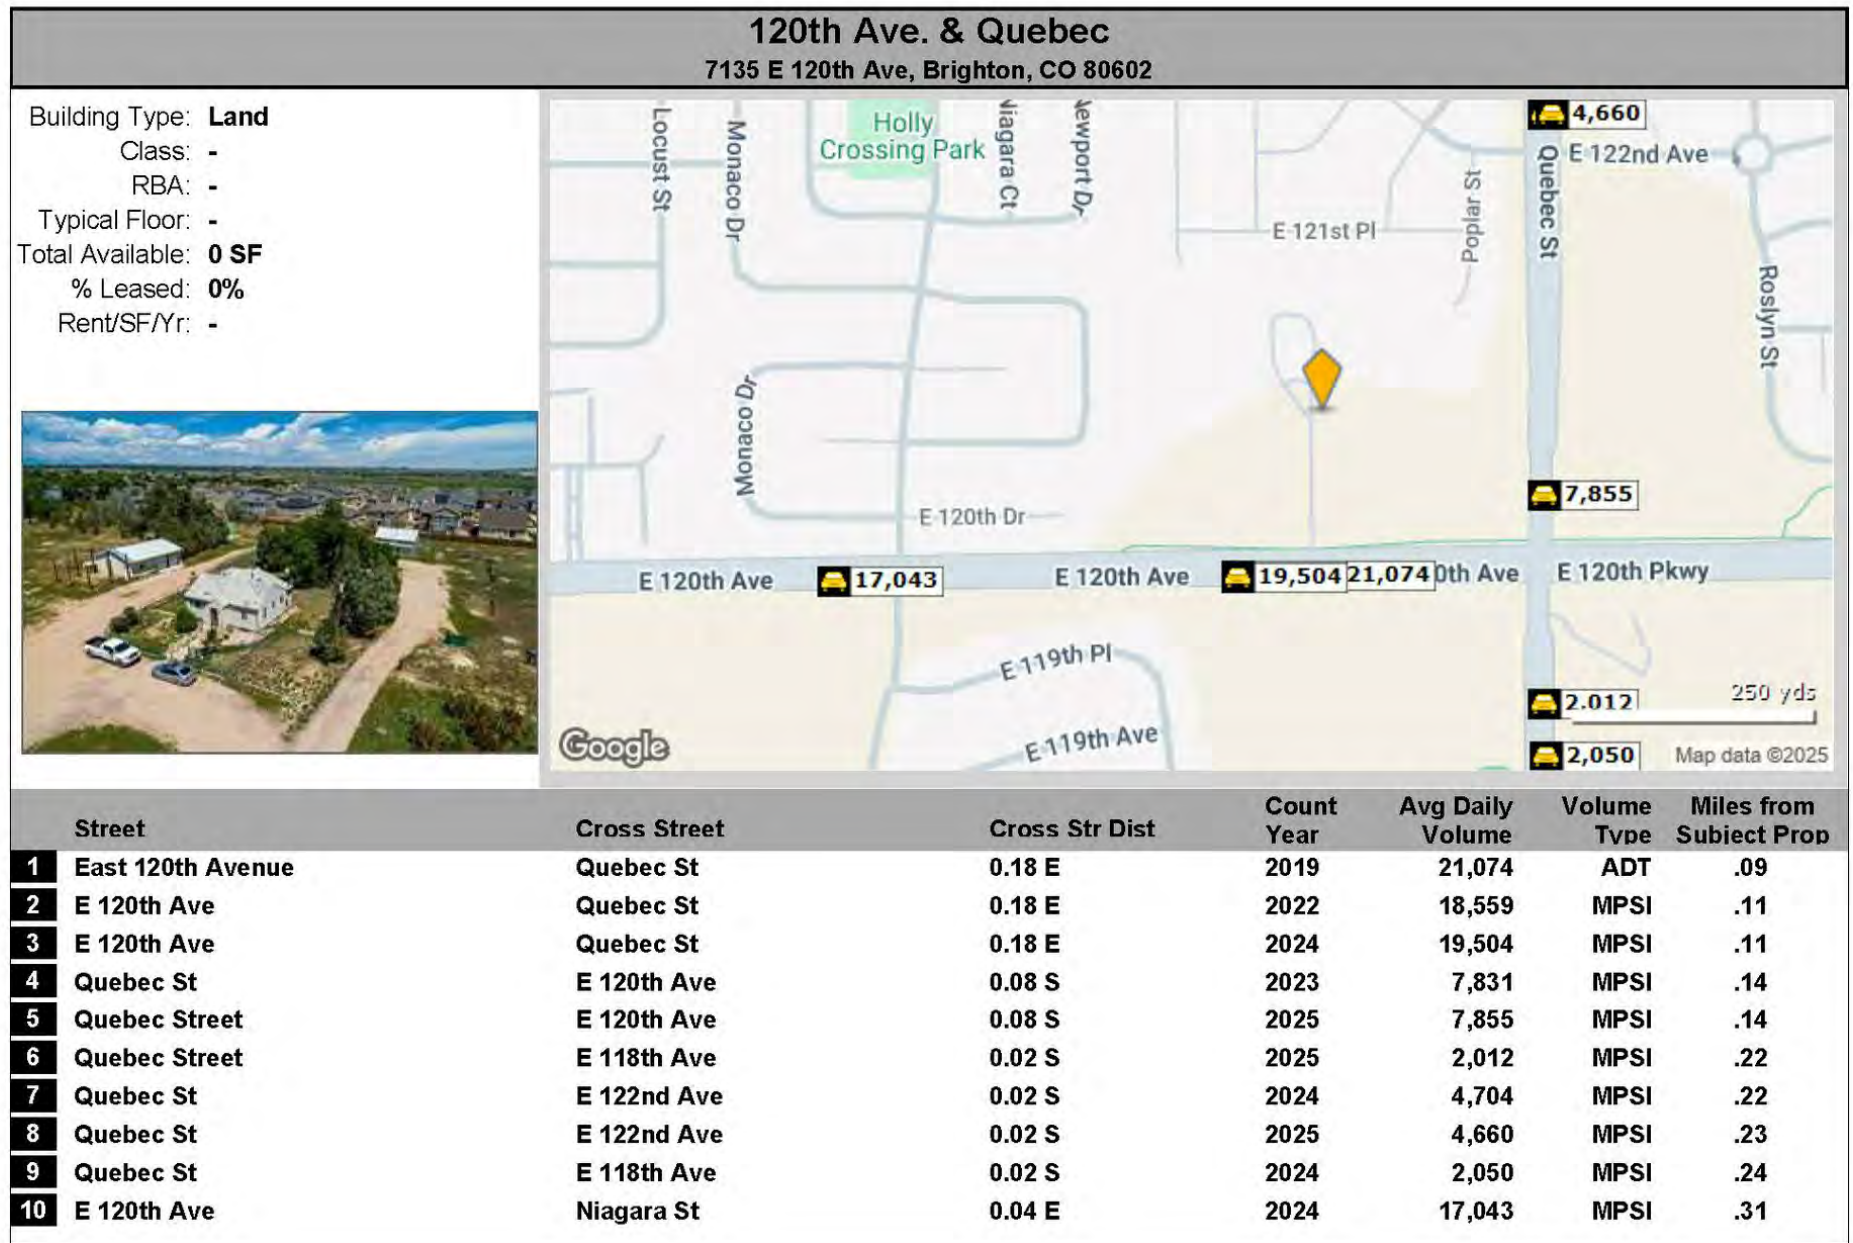 120th Ave. & Quebec
7135 E 120th Ave, Brighton, CO 80602
Building Type: Land
Class: -
RBA: -
Typical Floor: -
Total Available: 0 SF
% Leased: 0%
Rent/SF/Yr: -
Locust St
Monaco Dr
Holly
Crossing Park
Niagara Ct
Newport Dr
4,660
Quebec St
E 122nd Ave
Poplar St
E 121st Pl
Roslyn St
Monaco Dr
7,855
E 120th Dr
E 120th Ave
17,043
E 120th Ave
19,504
21,074
0th Ave
E 120th Pkwy
E 119th Pl
2.012
250 yds
E 119th Ave
Google
2,050
Map data ©2025
Street Cross Street Cross Str Dist Count Year Avg Daily Volume Volume Type Miles from Subject Prop
1 East 120th Avenue Quebec St 0.18 E 2019 21,074 ADT .09
2 E 120th Ave Quebec St 0.18 E 2022 18,559 MPSI .11
3 E 120th Ave Quebec St 0.18 E 2024 19,504 MPSI .11
4 Quebec St E 120th Ave 0.08 S 2023 7,831 MPSI .14
5 Quebec Street E 120th Ave 0.08 S 2025 7,855 MPSI .14
6 Quebec Street E 118th Ave 0.02 S 2025 2,012 MPSI .22
7 Quebec St E 122nd Ave 0.02 S 2024 4,704 MPSI .22
8 Quebec St E 122nd Ave 0.02 S 2025 4,660 MPSI .23
9 Quebec St E 118th Ave 0.02 S 2024 2,050 MPSI .24
10 E 120th Ave Niagara St 0.04 E 2024 17,043 MPSI .31